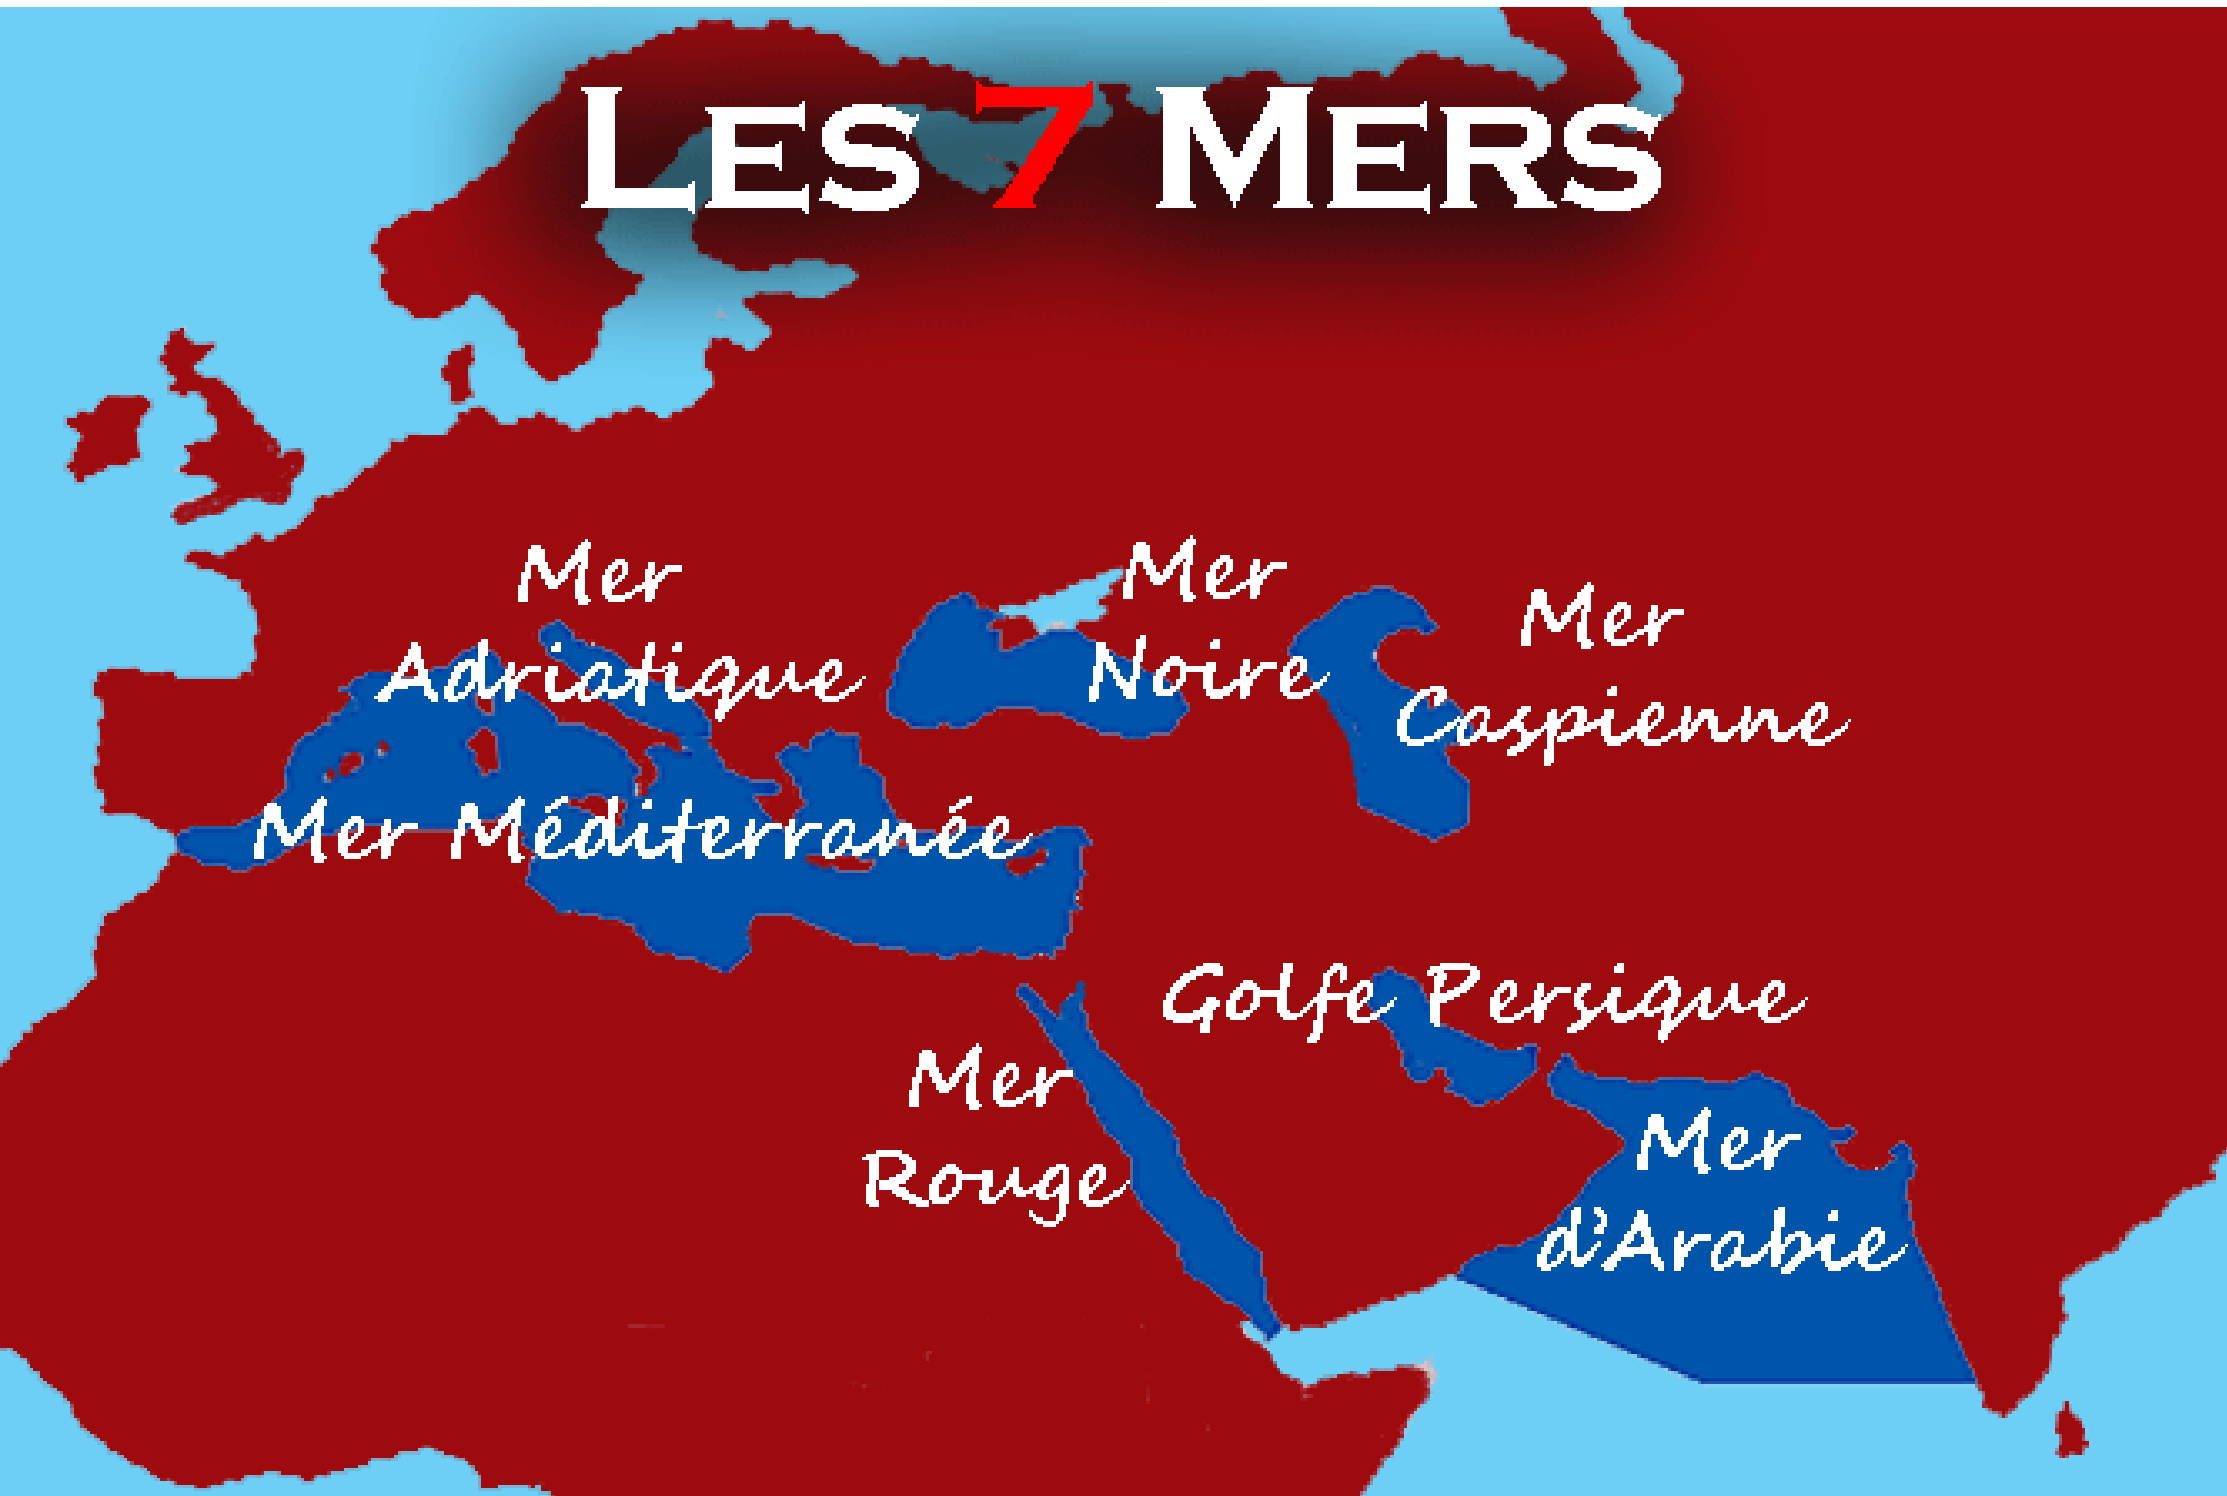 LES 7 MERS
Mer
Adriatique
Mer
Noire
Mer
Caspienne
Mer Méditerranée
Golfe Persique
Mer
Rouge
Mer
d'Arabie